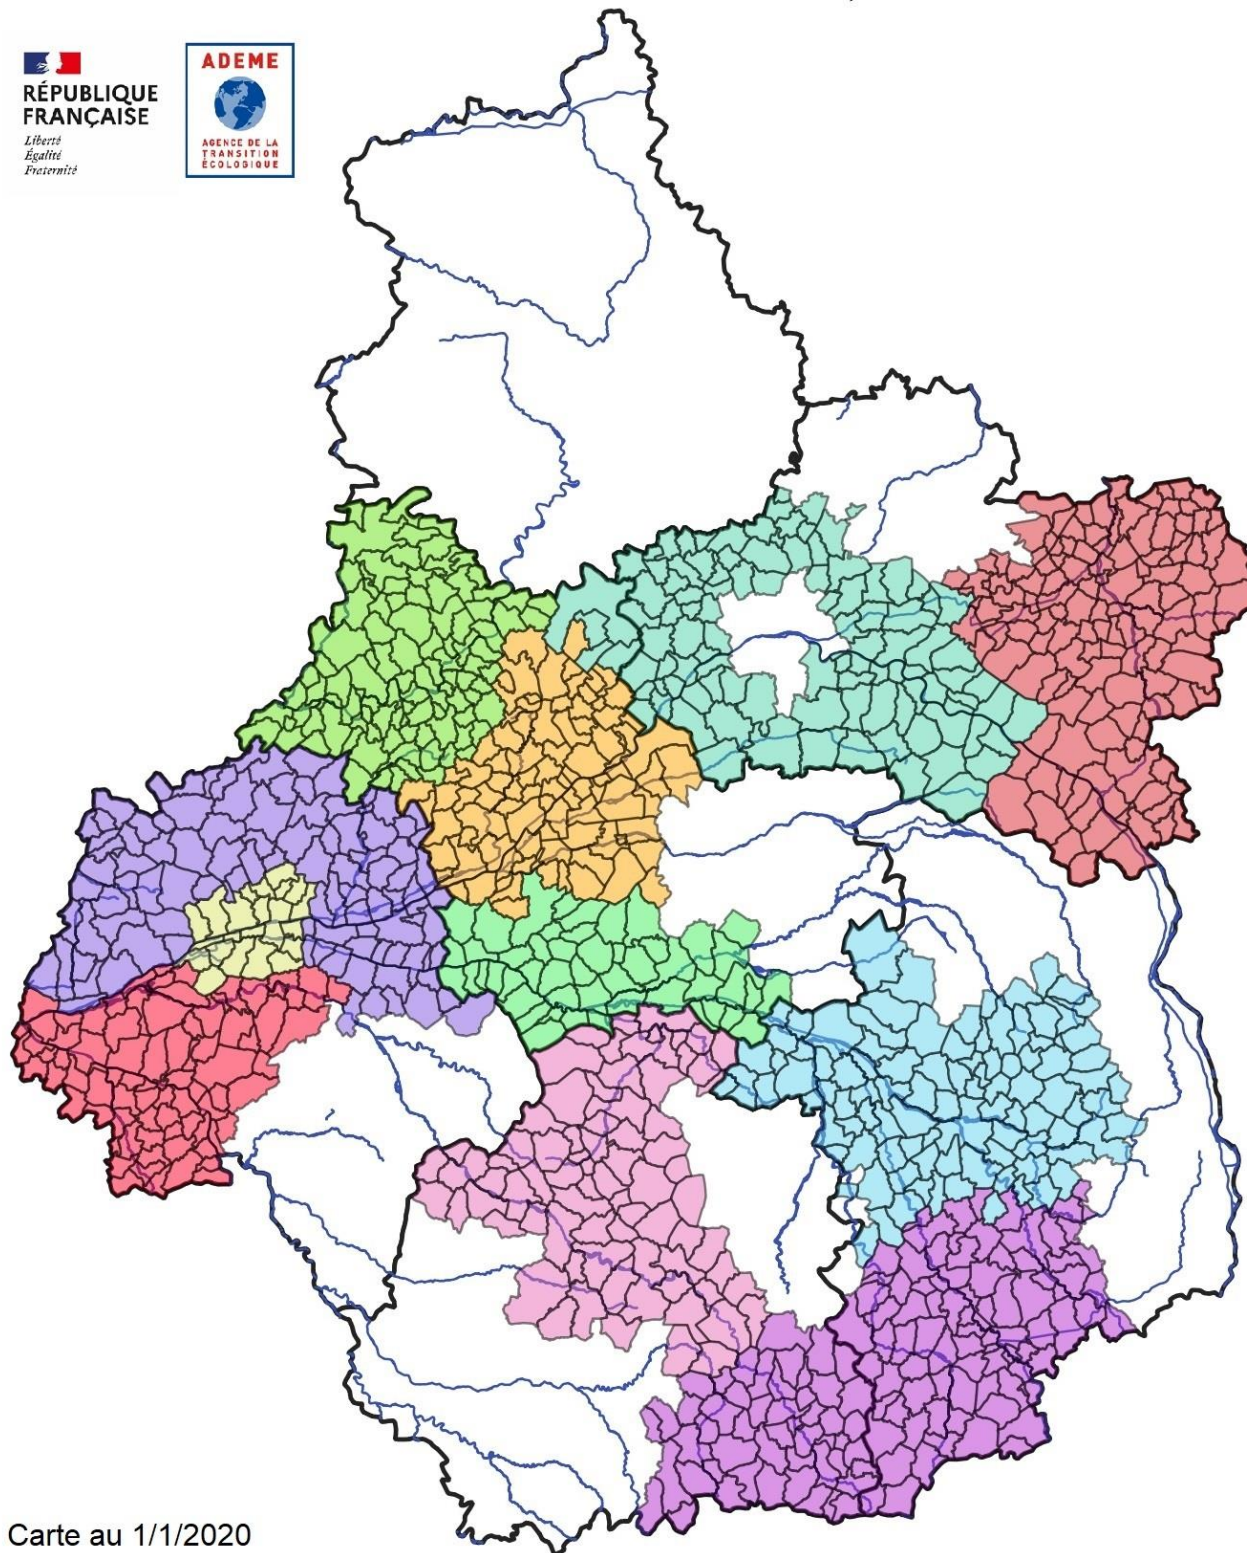 RÉPUBLIQUE
FRANÇAISE
Liberté
Égalité
Fraternité
ADEME
AGENCE DE LA
TRANSITION
ÉCOLOGIQUE
Carte au 1/1/2020